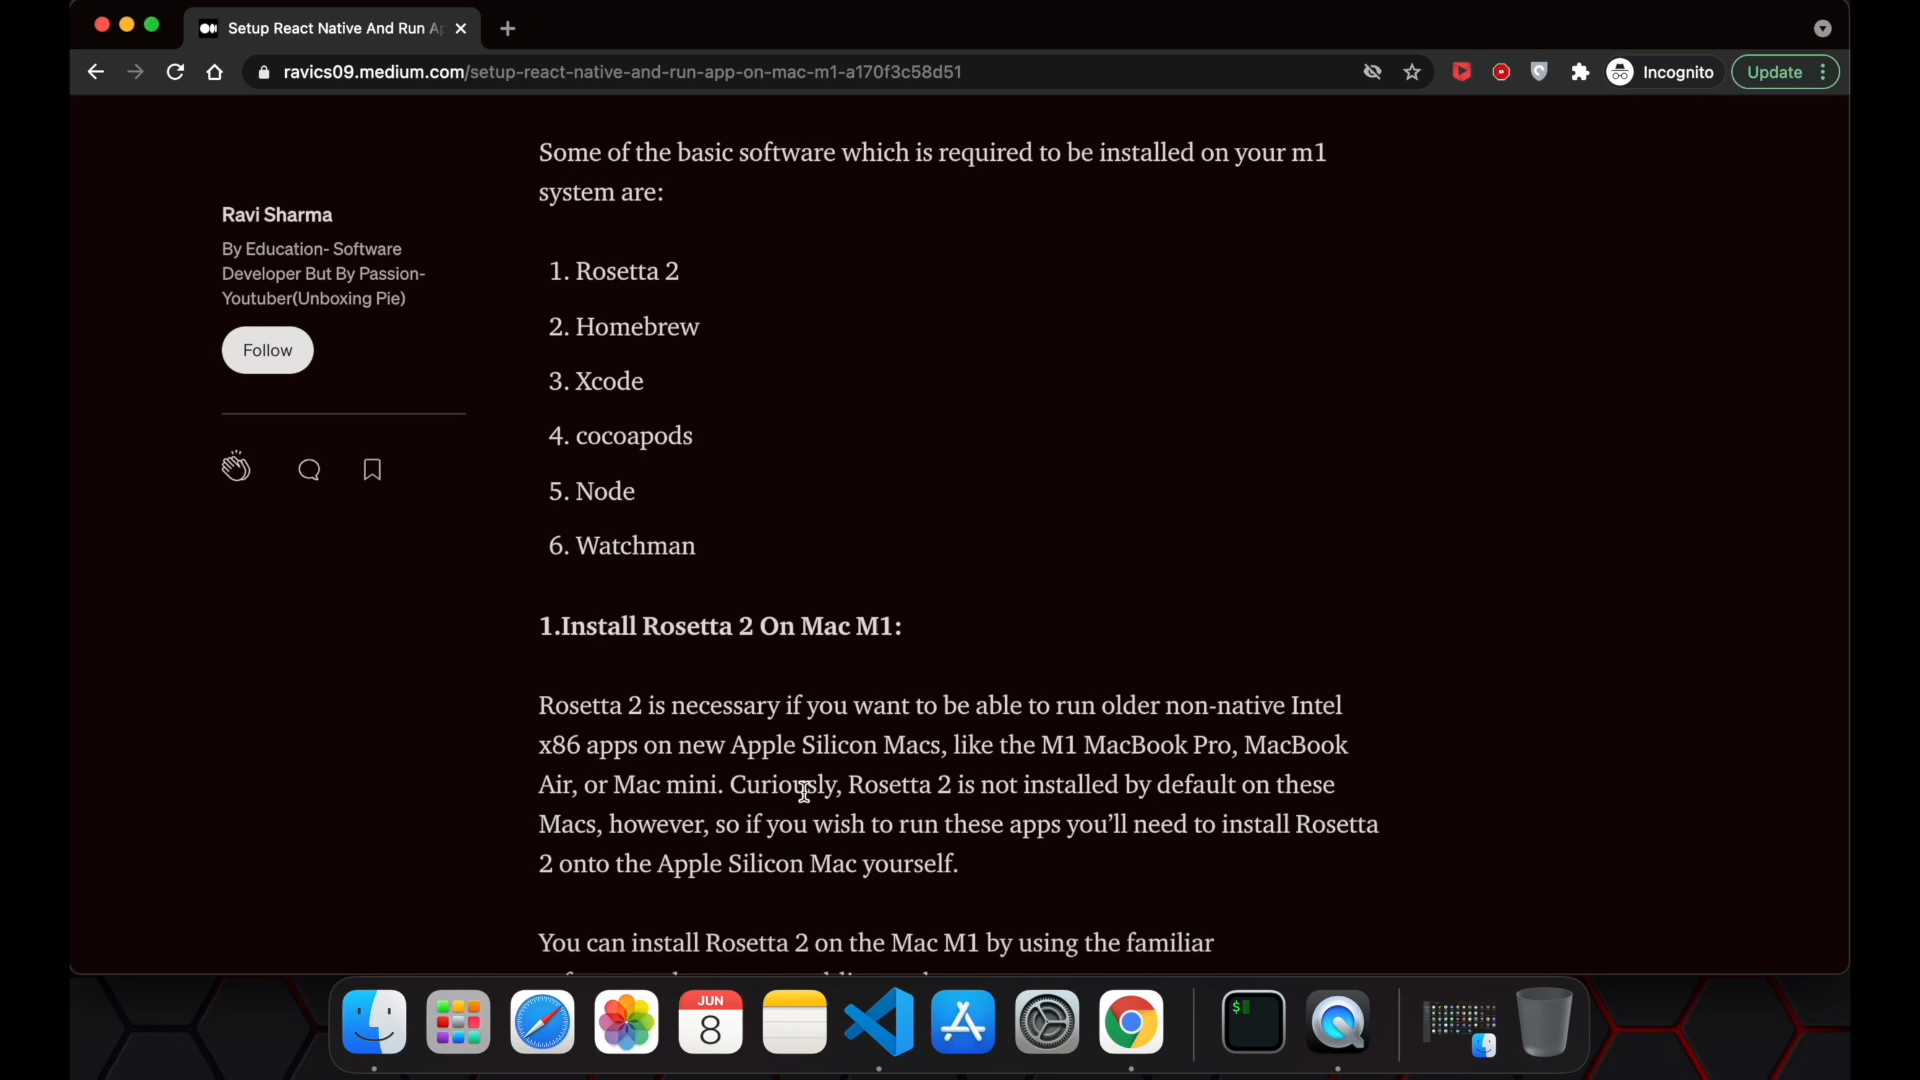 Setup React Native And Run A
ravics09.medium.com/setup-react-native-and-run-app-on-mac-m1-a170f3c58d51
Incognito
Update
Some of the basic software which is required to be installed on your m1
system are:
Ravi Sharma
By Education- Software
Developer But By Passion-
Youtuber(Unboxing Pie)
Follow
1. Rosetta 2
2. Homebrew
3. Xcode
4. cocoapods
5. Node
6. Watchman
1.Install Rosetta 2 On Mac M1:
Rosetta 2 is necessary if you want to be able to run older non-native Intel
x86 apps on new Apple Silicon Macs, like the M1 MacBook Pro, MacBook
Air, or Mac mini. Curiously, Rosetta 2 is not installed by default on these
Macs, however, so if you wish to run these apps you’ll need to install Rosetta
2 onto the Apple Silicon Mac yourself.
You can install Rosetta 2 on the Mac M1 by using the familiar
JUN
8
$